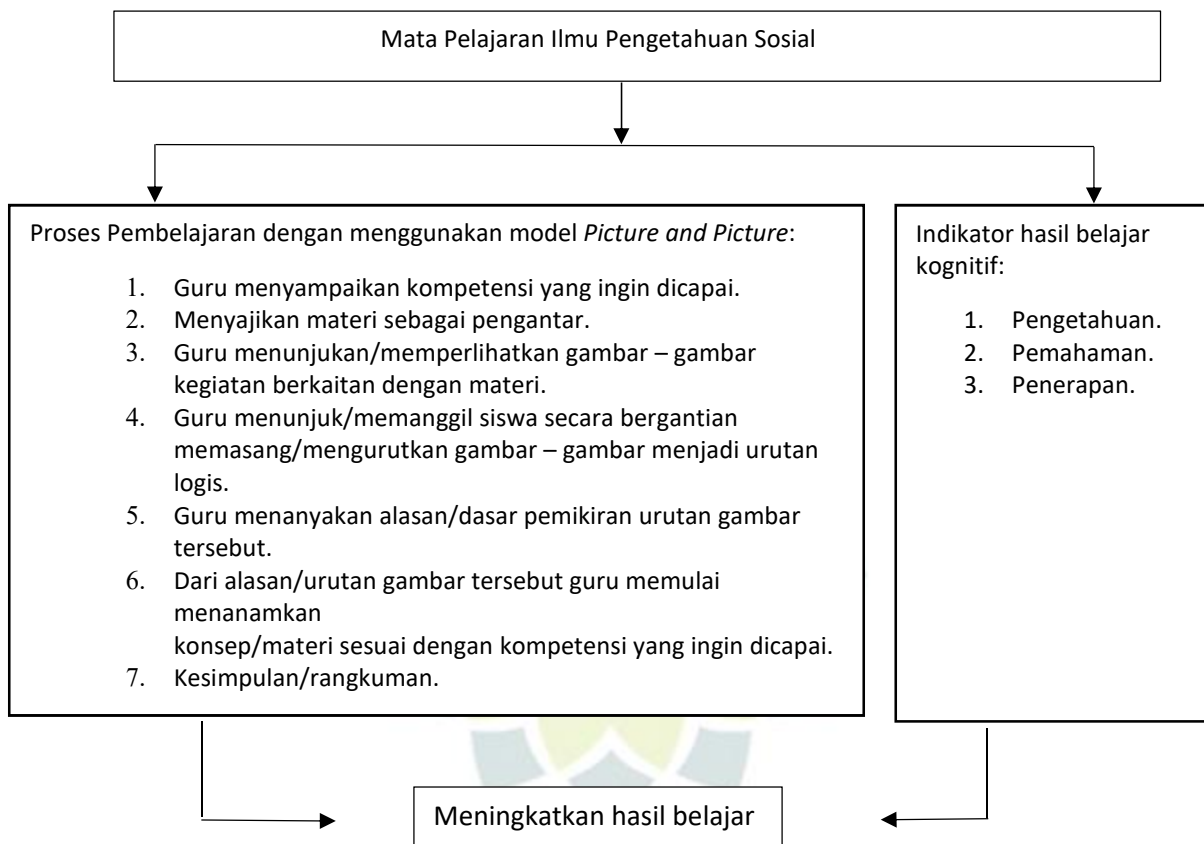 Mata Pelajaran Ilmu Pengetahuan Sosial
Proses Pembelajaran dengan menggunakan model Picture and Picture:
1. Guru menyampaikan kompetensi yang ingin dicapai.
2. Menyajikan materi sebagai pengantar.
3. Guru menunjukan/memperlihatkan gambar – gambar
kegiatan berkaitan dengan materi.
4. Guru menunjuk/memanggil siswa secara bergantian
memasang/mengurutkan gambar – gambar menjadi urutan
logis.
5. Guru menanyakan alasan/dasar pemikiran urutan gambar
tersebut.
6. Dari alasan/urutan gambar tersebut guru memulai
menanamkan
konsep/materi sesuai dengan kompetensi yang ingin dicapai.
7. Kesimpulan/rangkuman.
Indikator hasil belajar
kognitif:
1. Pengetahuan.
2. Pemahaman.
3. Penerapan.
Meningkatkan hasil belajar